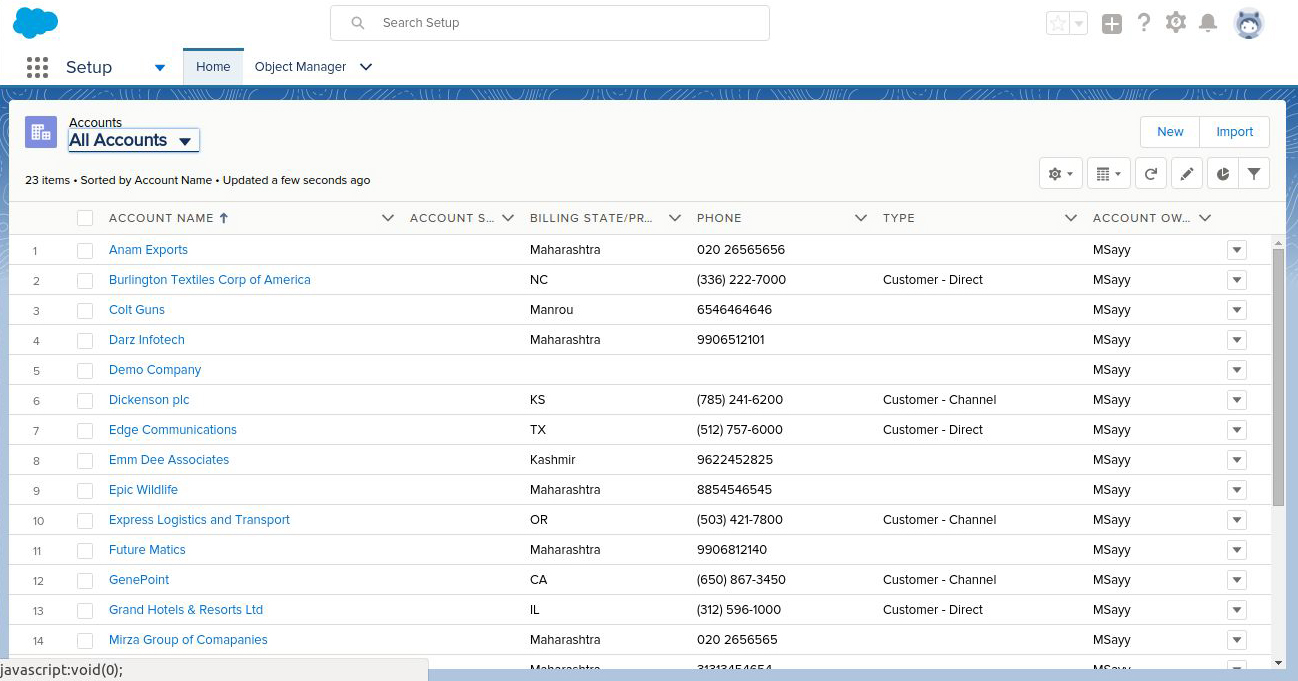 Search Setup
Setup Home Object Manager
Accounts
All Accounts
New Import
23 items • Sorted by Account Name • Updated a few seconds ago
ACCOUNT NAME ACCOUNT S... BILLING STATE/PR... PHONE TYPE ACCOUNT OW...
1 Anam Exports Maharashtra 020 26565656 MSayy
2 Burlington Textiles Corp of America NC (336) 222-7000 Customer - Direct MSayy
3 Colt Guns Manrou 6546464646 MSayy
4 Darz Infotech Maharashtra 9906512101 MSayy
5 Demo Company MSayy
6 Dickenson plc KS (785) 241-6200 Customer - Channel MSayy
7 Edge Communications TX (512) 757-6000 Customer - Direct MSayy
8 Emm Dee Associates Kashmir 9622452825 MSayy
9 Epic Wildlife Maharashtra 8854546545 MSayy
10 Express Logistics and Transport OR (503) 421-7800 Customer - Channel MSayy
11 Future Matics Maharashtra 9906812140 MSayy
12 GenePoint CA (650) 867-3450 Customer - Channel MSayy
13 Grand Hotels & Resorts Ltd IL (312) 596-1000 Customer - Direct MSayy
14 Mirza Group of Comapanies Maharashtra 020 2656565 MSayy
Maharashtra 31313454654 MSayy
javascript:void(0);